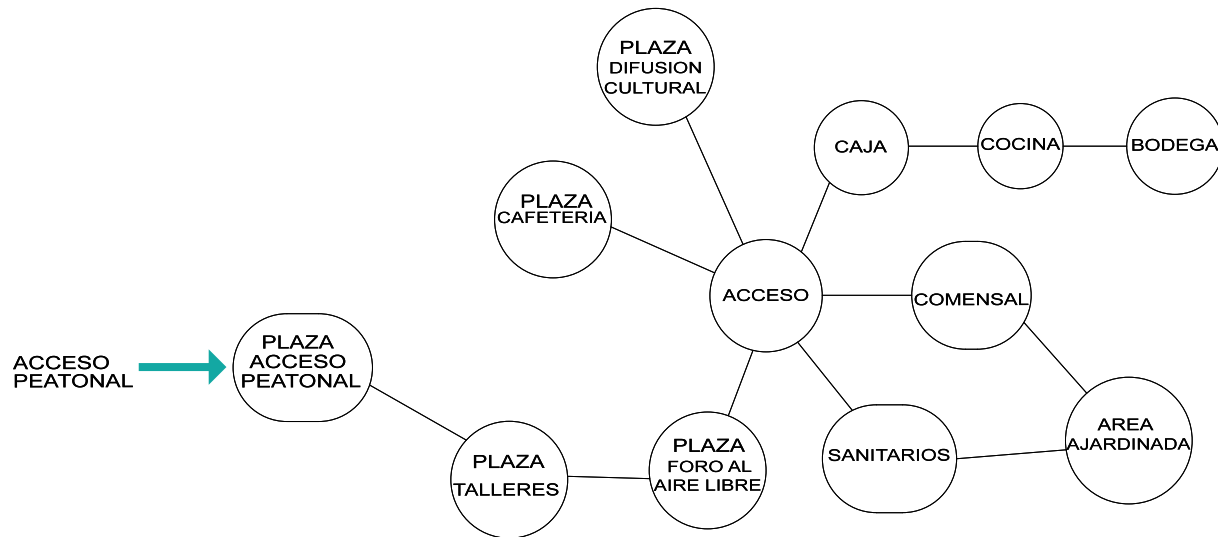 PLAZA
DIFUSION
CULTURAL
CAJA
COCINA
BODEGA
PLAZA
CAFETERIA
ACCESO
COMENSAL
ACCESO
PEATONAL
PLAZA
ACCESO
PEATONAL
PLAZA
TALLERES
PLAZA
FORO AL
AIRE LIBRE
SANITARIOS
AREA
AJARDINADA